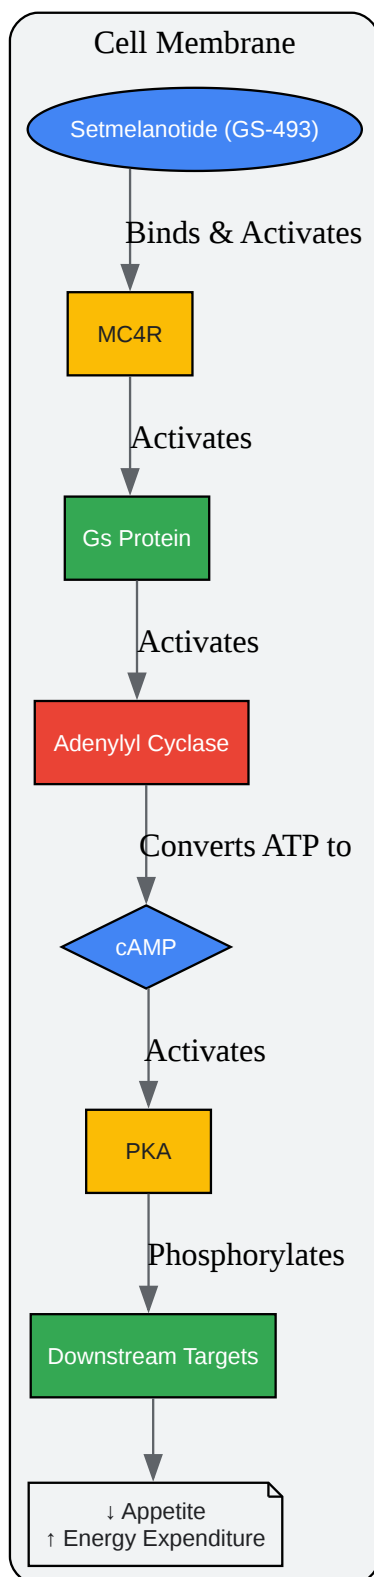 Cell Membrane
Setmelanotide (GS-493)
Binds & Activates
MC4R
Activates
Gs Protein
Activates
Adenylyl Cyclase
Converts ATP to
cAMP
Activates
PKA
Phosphorylates
Downstream Targets
↓ Appetite
↑ Energy Expenditure